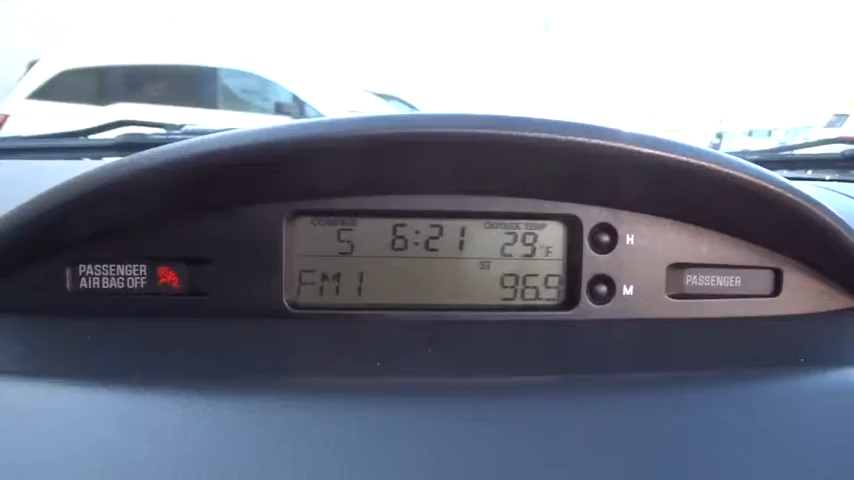 COMPASS OUTSIDE TEMP
S 6:21 29°F
ST
FM1 96.9
H
M
PASSENGER
AIR BAG OFF
PASSENGER